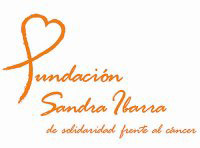 Fundación
Sandra Ibarra
de solidaridad frente al cáncer